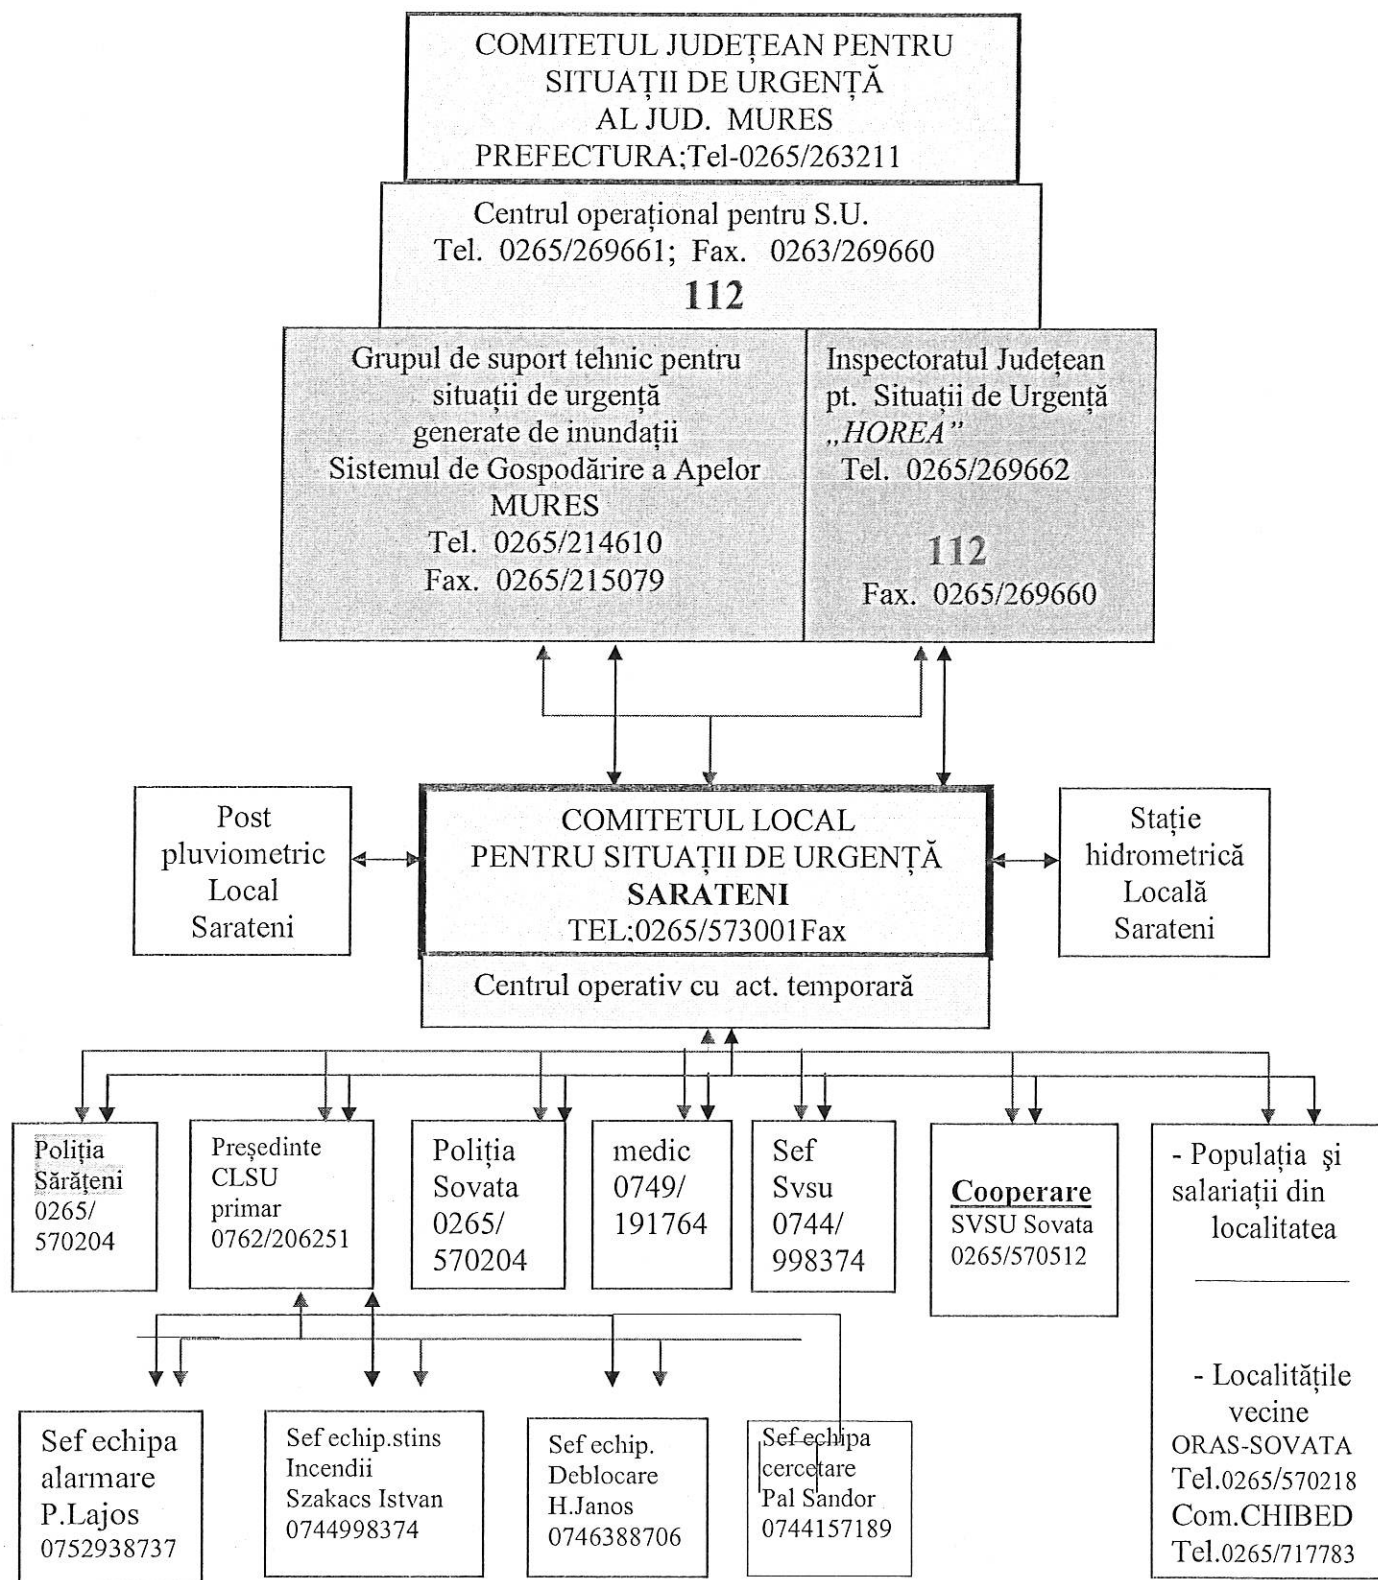 COMITETUL JUDEȚEAN PENTRU
SITUAȚII DE URGENȚĂ
AL JUD. MURES
PREFECTURA;Tel-0265/263211
Centrul operațional pentru S.U.
Tel. 0265/269661; Fax. 0263/269660
112
Grupul de suport tehnic pentru
situații de urgență
generate de inundații
Sistemul de Gospodărire a Apelor
MURES
Tel. 0265/214610
Fax. 0265/215079
Inspectoratul Județean
pt. Situații de Urgență
„HOREA”
Tel. 0265/269662
112
Fax. 0265/269660
Post
pluviometric
Local
Sarateni
COMITETUL LOCAL
PENTRU SITUAȚII DE URGENȚĂ
SARATENI
TEL;0265/573001Fax
Centrul operativ cu act. temporară
Stație
hidrometrică
Locală
Sarateni
Poliția
Sărățeni
0265/
570204
Președinte
CLSU
primar
0762/206251
Poliția
Sovata
0265/
570204
medic
0749/
191764
Sef
Svsu
0744/
998374
Cooperare
SVSU Sovata
0265/570512
- Populația şi
salariații din
localitatea
- Localitățile
vecine
ORAS-SOVATA
Tel.0265/570218
Com.CHIBED
Tel.0265/717783
Sef echipa
alarmare
P.Lajos
0752938737
Sef echip.stins
Incendii
Szakacs Istvan
0744998374
Sef echip.
Deblocare
H.Janos
0746388706
Sef echipa
cercetare
Pal Sandor
0744157189